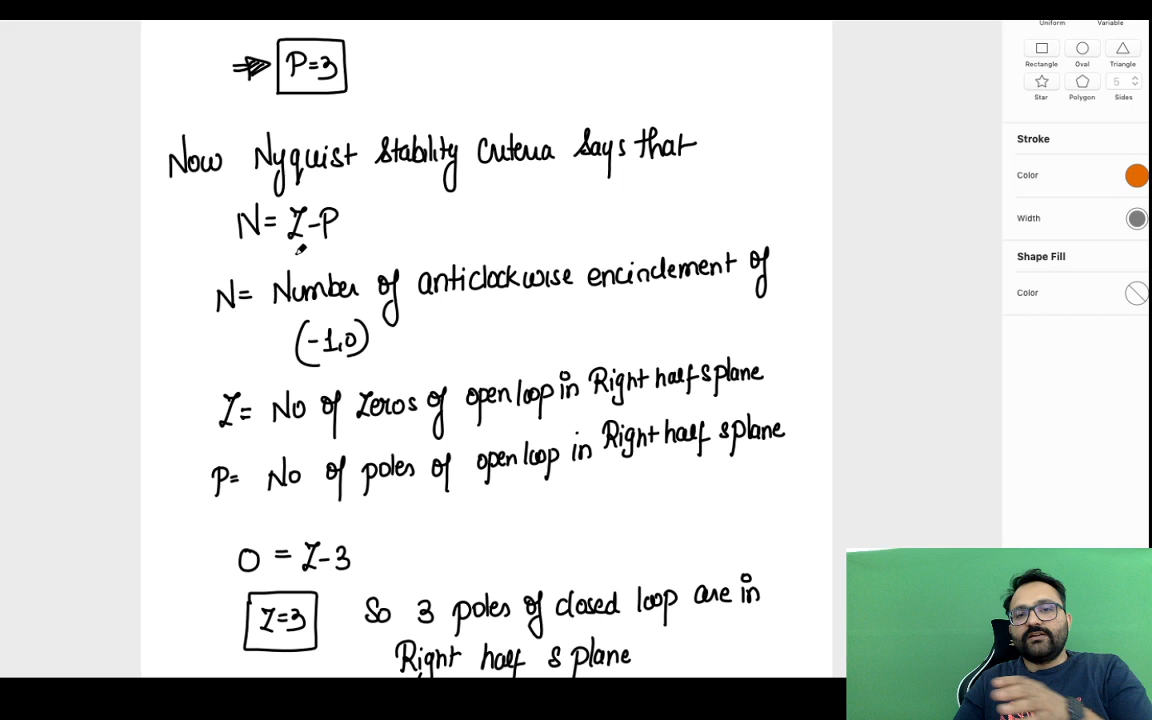 Uniform Variable
P=3
Rectangle Oval Triangle
5
Star Polygon Sides
Stroke
Color
Width
Shape Fill
Color
Now Nyquist Stability Criteria Says that
N= Z-P
N= Number of anticlockwise encirclement of
(-1,0)
Z= No of Zeros of open loop in Right half s plane
P= No of poles of open loop in Right half s plane
0 = Z-3
Z=3 So 3 poles of closed loop are in
Right half s plane